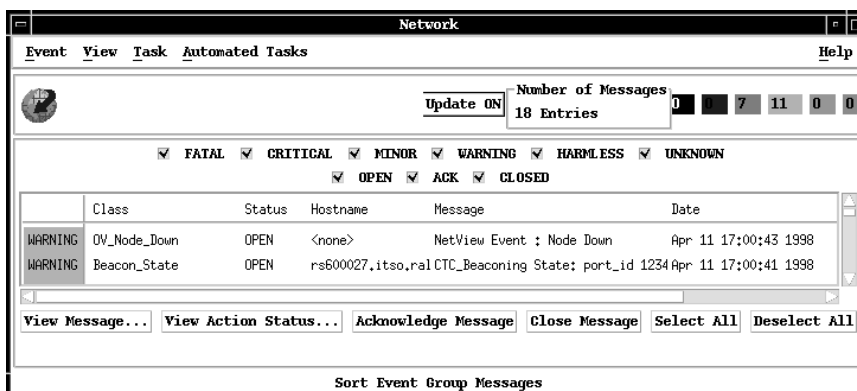 Network
Event View Task Automated Tasks Help
Update ON
Number of Messages
18 Entries
0 0 7 11 0 0
FATAL CRITICAL MINOR WARNING HARMLESS UNKNOWN
OPEN ACK CLOSED
Class Status Hostname Message Date
WARNING OV_Node_Down OPEN <none> NetView Event : Node Down Apr 11 17:00:43 1998
WARNING Beacon_State OPEN rs600027.itso.ral CTC_Beaconing State: port_id 1234 Apr 11 17:00:41 1998
View Message... View Action Status... Acknowledge Message Close Message Select All Deselect All
Sort Event Group Messages